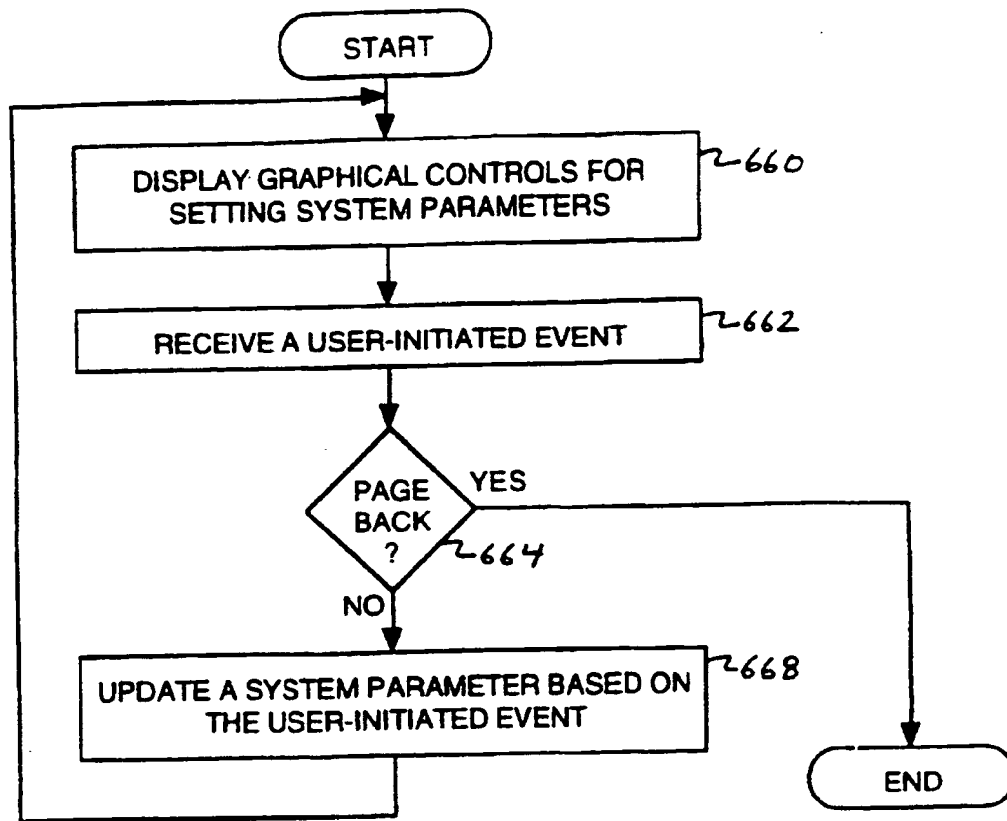 START
DISPLAY GRAPHICAL CONTROLS FOR
SETTING SYSTEM PARAMETERS
660
RECEIVE A USER-INITIATED EVENT
662
PAGE
BACK
?
YES
664
NO
UPDATE A SYSTEM PARAMETER BASED ON
THE USER-INITIATED EVENT
668
END